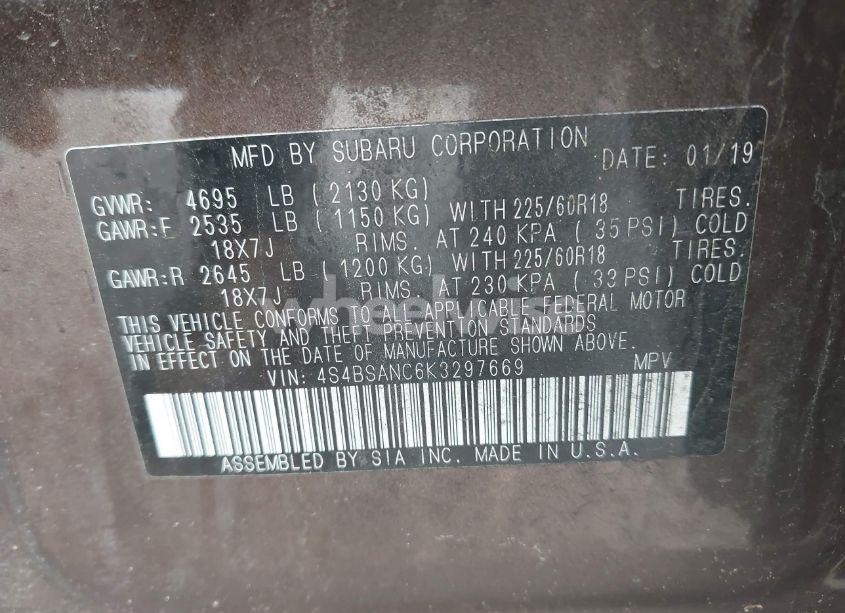 MFD BY SUBARU CORPORATION DATE: 01/19
GVWR: 4695 LB ( 2130 KG)
GAWR:F 2535 LB ( 1150 KG) WITH 225/60R18 TIRES.
18X7J RIMS. AT 240 KPA ( 35 PSI) COLD
GAWR:R 2645 LB ( 1200 KG) WITH 225/60R18 TIRES.
18X7J RIMS. AT 230 KPA ( 33 PSI) COLD
THIS VEHICLE CONFORMS TO ALL APPLICABLE FEDERAL MOTOR
VEHICLE SAFETY AND THEFT PREVENTION STANDARDS
IN EFFECT ON THE DATE OF MANUFACTURE SHOWN ABOVE.
VIN: 4S4BSANC6K3297669 MPV
ASSEMBLED BY SIA INC. MADE IN U.S.A.